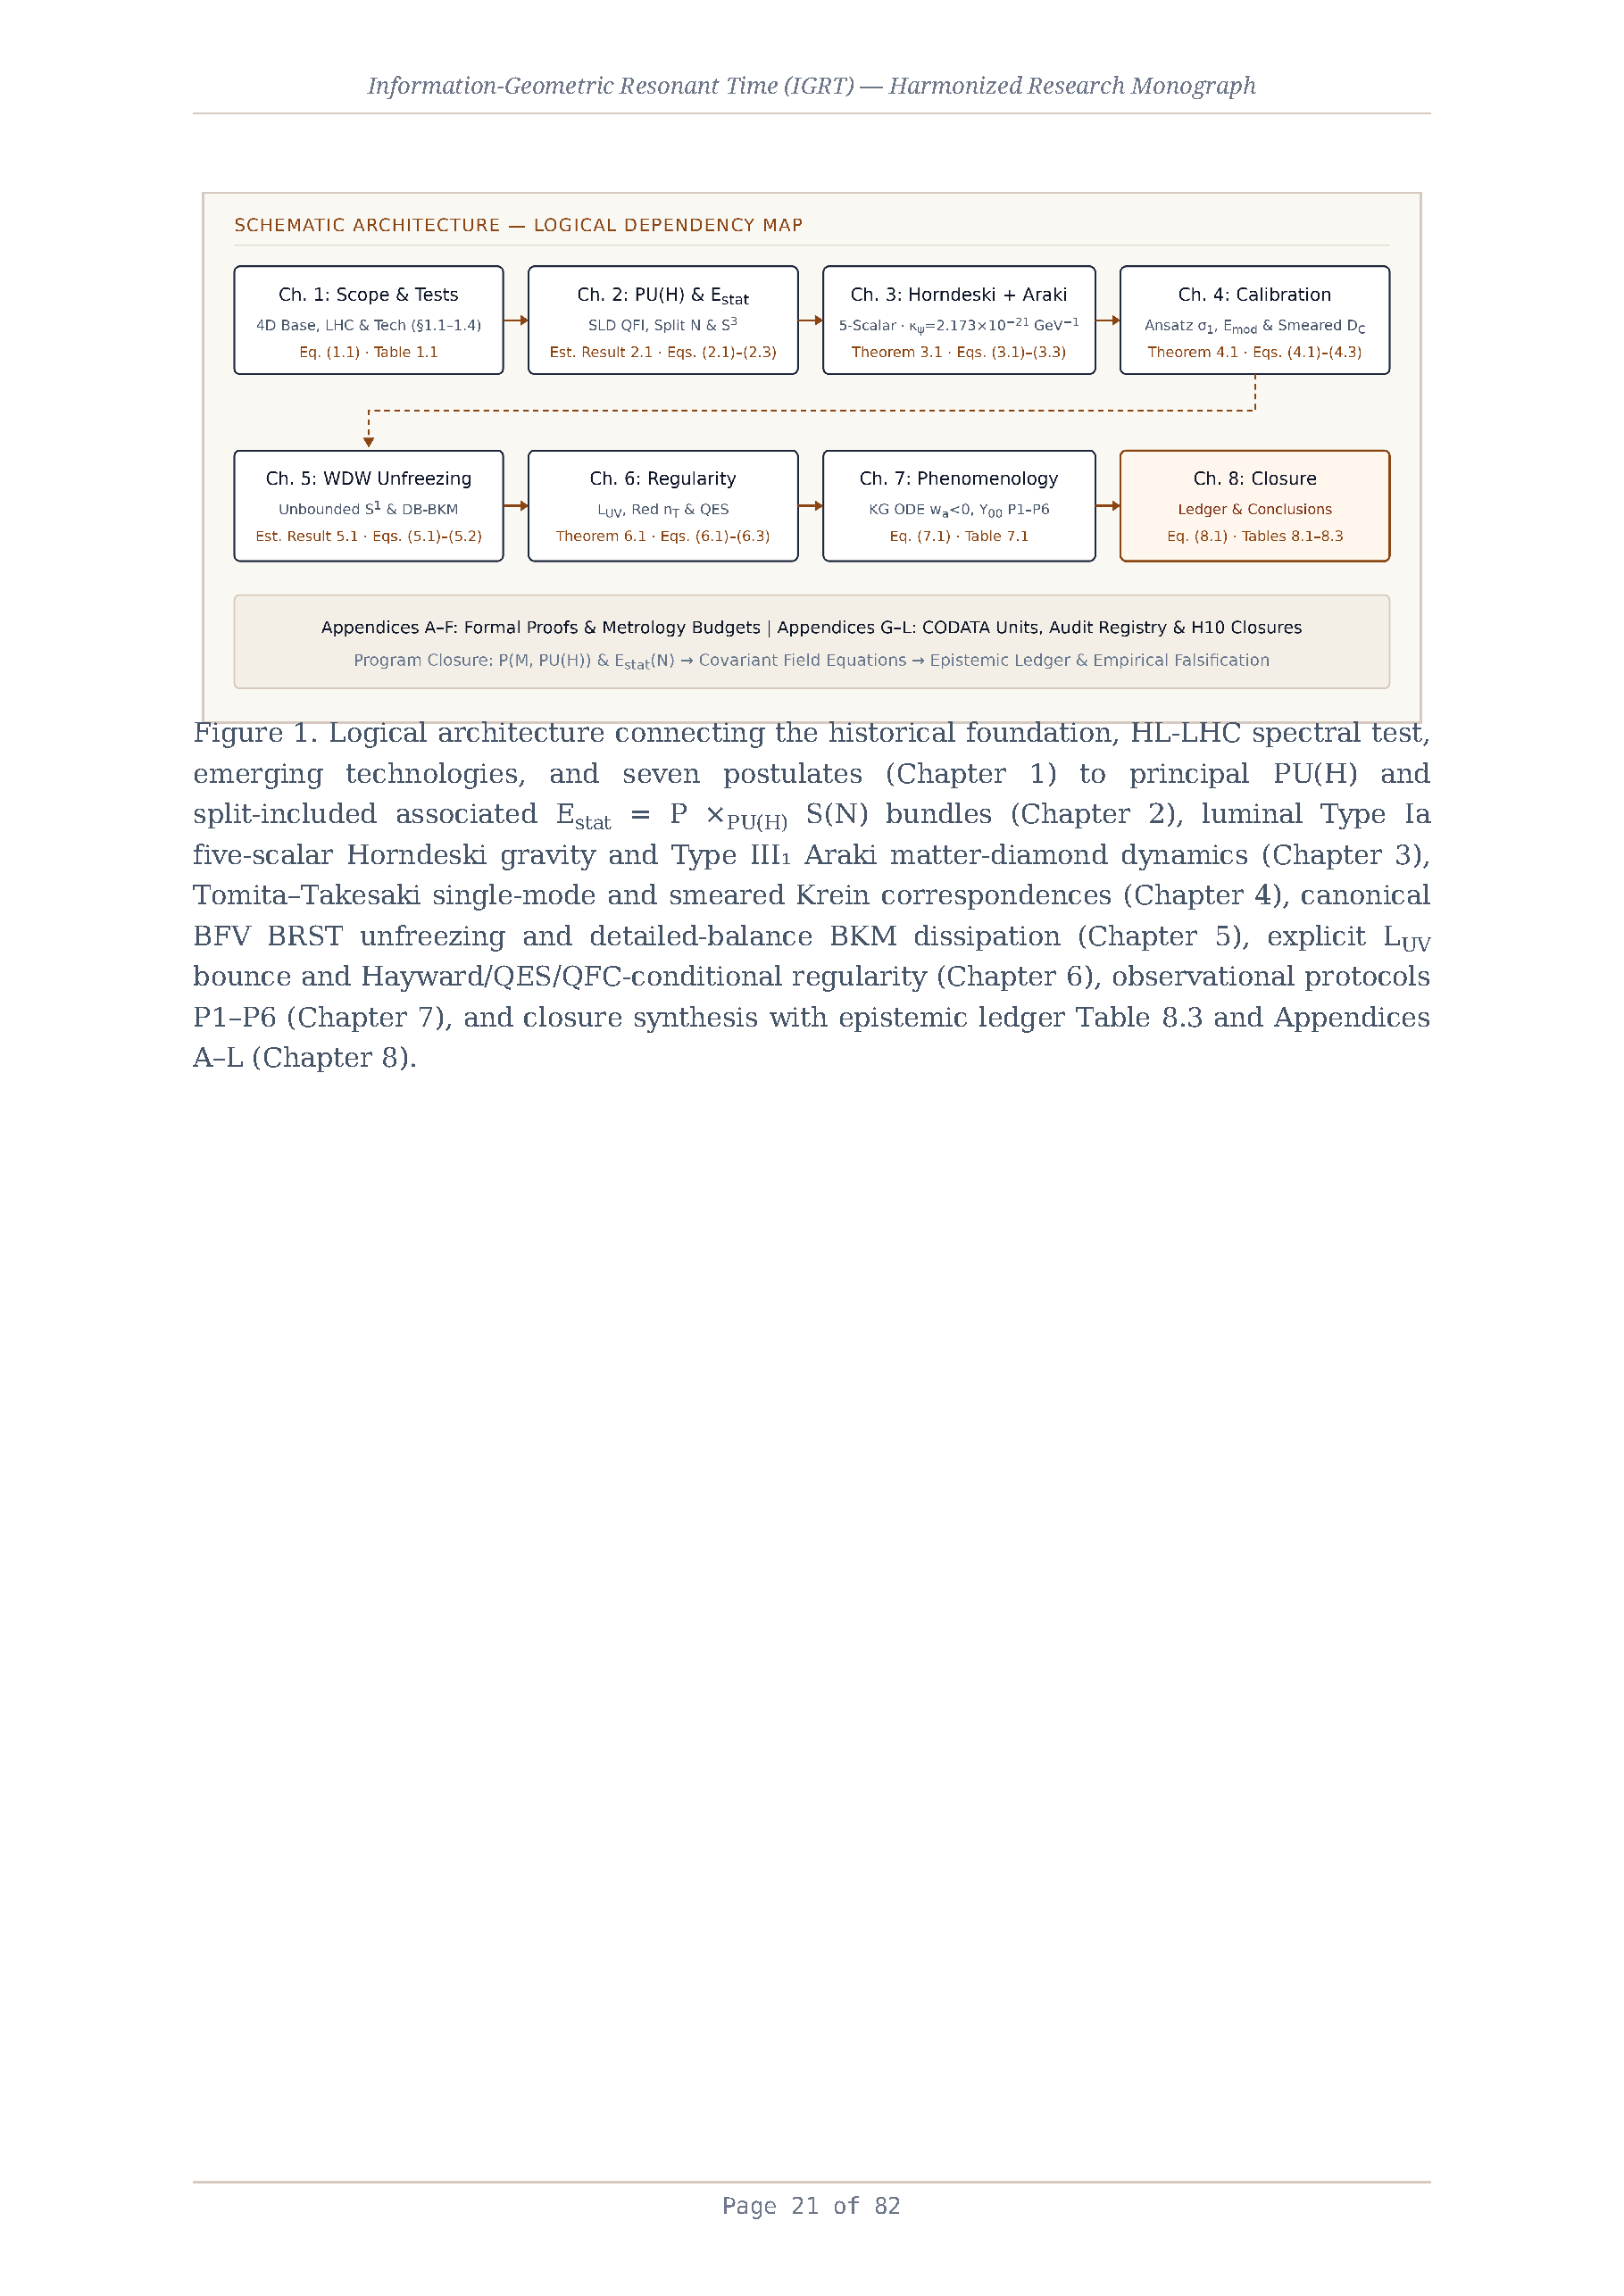 Information-Geometric Resonant Time (IGRT) — Harmonized Research Monograph
SCHEMATIC ARCHITECTURE — LOGICAL DEPENDENCY MAP
Ch. 1: Scope & Tests
4D Base, LHC & Tech (§1.1–1.4)
Eq. (1.1) · Table 1.1
Ch. 2: PU(H) & E_stat
SLD QFI, Split N & S³
Est. Result 2.1 · Eqs. (2.1)–(2.3)
Ch. 3: Horndeski + Araki
5-Scalar · κ_ψ=2.173×10⁻²¹ GeV⁻¹
Theorem 3.1 · Eqs. (3.1)–(3.3)
Ch. 4: Calibration
Ansatz σ₁, E_mod & Smeared D_C
Theorem 4.1 · Eqs. (4.1)–(4.3)
Ch. 5: WDW Unfreezing
Unbounded S¹ & DB-BKM
Est. Result 5.1 · Eqs. (5.1)–(5.2)
Ch. 6: Regularity
L_UV, Red n_T & QES
Theorem 6.1 · Eqs. (6.1)–(6.3)
Ch. 7: Phenomenology
KG ODE w_a<0, Y₀₀ P1–P6
Eq. (7.1) · Table 7.1
Ch. 8: Closure
Ledger & Conclusions
Eq. (8.1) · Tables 8.1–8.3
Appendices A–F: Formal Proofs & Metrology Budgets | Appendices G–L: CODATA Units, Audit Registry & H10 Closures
Program Closure: P(M, PU(H)) & E_stat(N) → Covariant Field Equations → Epistemic Ledger & Empirical Falsification
Figure 1. Logical architecture connecting the historical foundation, HL-LHC spectral test,
emerging technologies, and seven postulates (Chapter 1) to principal PU(H) and
split-included associated E_stat = P ×_PU(H) S(N) bundles (Chapter 2), luminal Type Ia
five-scalar Horndeski gravity and Type III₁ Araki matter-diamond dynamics (Chapter 3),
Tomita–Takesaki single-mode and smeared Krein correspondences (Chapter 4), canonical
BFV BRST unfreezing and detailed-balance BKM dissipation (Chapter 5), explicit L_UV
bounce and Hayward/QES/QFC-conditional regularity (Chapter 6), observational protocols
P1–P6 (Chapter 7), and closure synthesis with epistemic ledger Table 8.3 and Appendices
A–L (Chapter 8).
Page 21 of 82